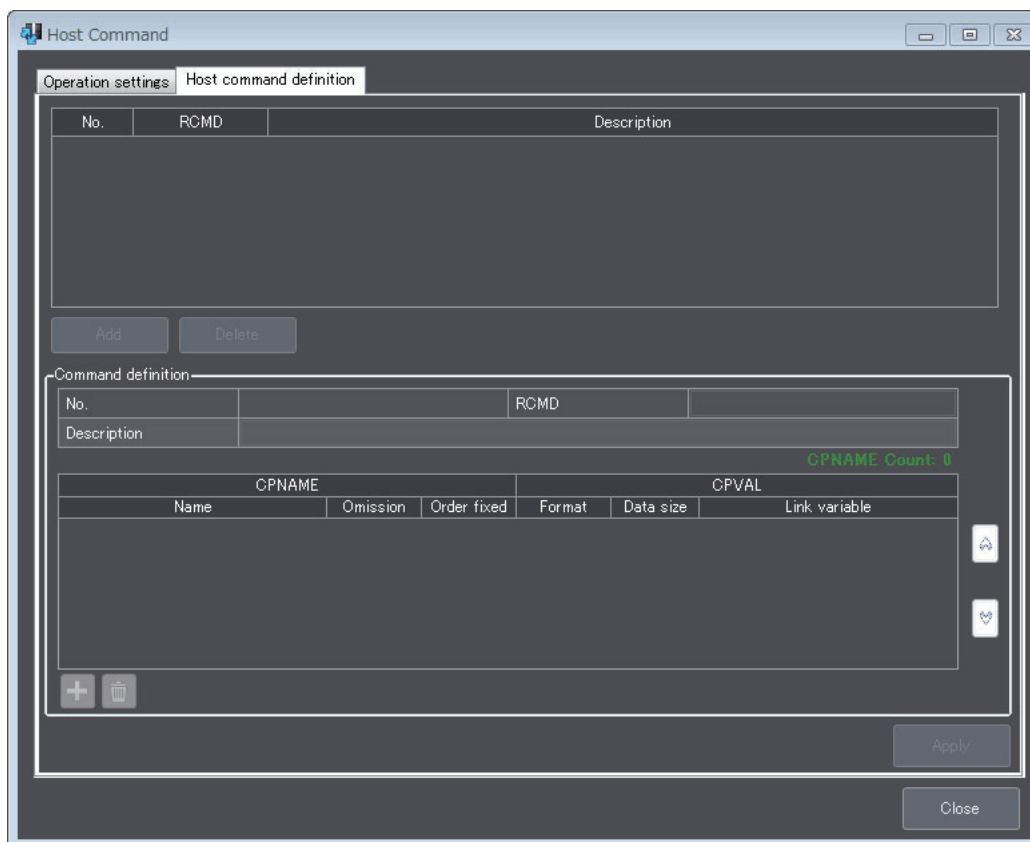 Host Command
Operation settings Host command definition
No. RCMD Description
Add Delete
Command definition
No. RCMD
Description
CPNAME Count: 0
CPNAME CPVAL
Name Omission Order fixed Format Data size Link variable
Apply
Close